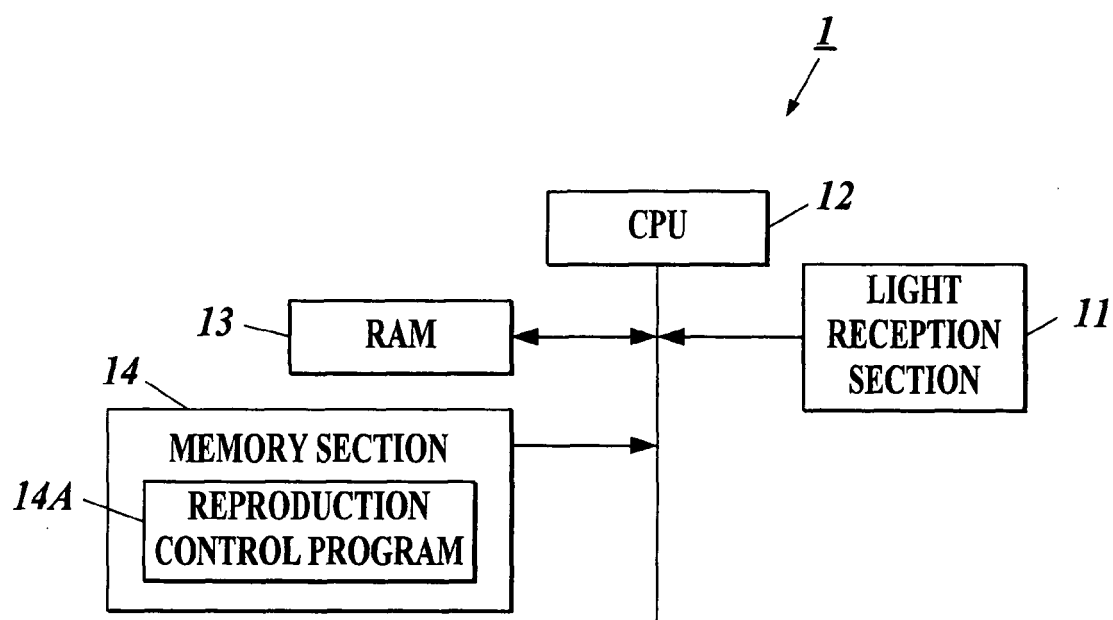 1
CPU
12
LIGHT
RECEPTION
SECTION
11
13
RAM
14
MEMORY SECTION
14A
REPRODUCTION
CONTROL PROGRAM